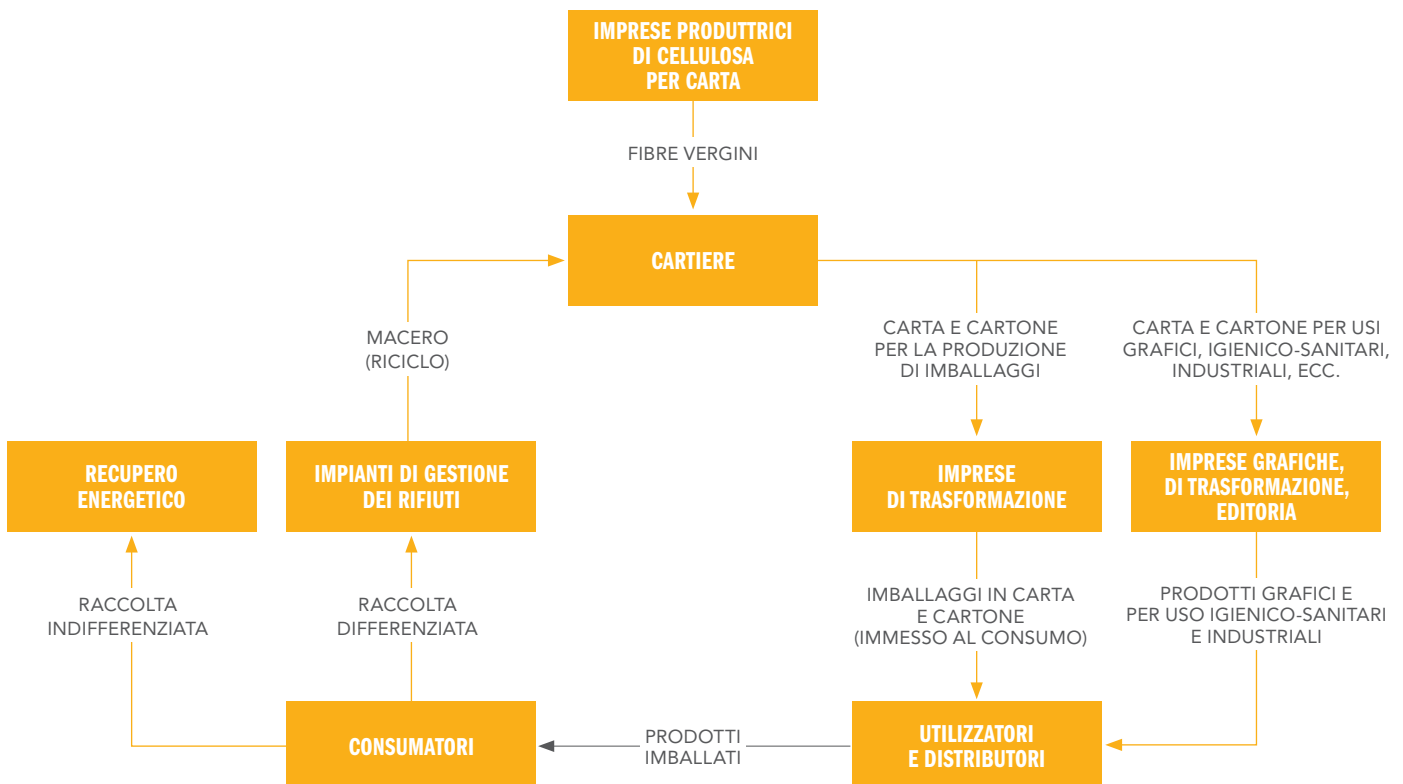 IMPRESE PRODUTTRICI
DI CELLULOSA
PER CARTA
FIBRE VERGINI
CARTIERE
MACERO
(RICICLO)
CARTA E CARTONE
PER LA PRODUZIONE
DI IMBALLAGGI
CARTA E CARTONE PER USI
GRAFICI, IGIENICO-SANITARI,
INDUSTRIALI, ECC.
RECUPERO
ENERGETICO
IMPIANTI DI GESTIONE
DEI RIFIUTI
IMPRESE
DI TRASFORMAZIONE
IMPRESE GRAFICHE,
DI TRASFORMAZIONE,
EDITORIA
RACCOLTA
INDIFFERENZIATA
RACCOLTA
DIFFERENZIATA
IMBALLAGGI IN CARTA
E CARTONE
(IMMESSO AL CONSUMO)
PRODOTTI GRAFICI E
PER USO IGIENICO-SANITARI
E INDUSTRIALI
CONSUMATORI
PRODOTTI
IMBALLATI
UTILIZZATORI
E DISTRIBUTORI